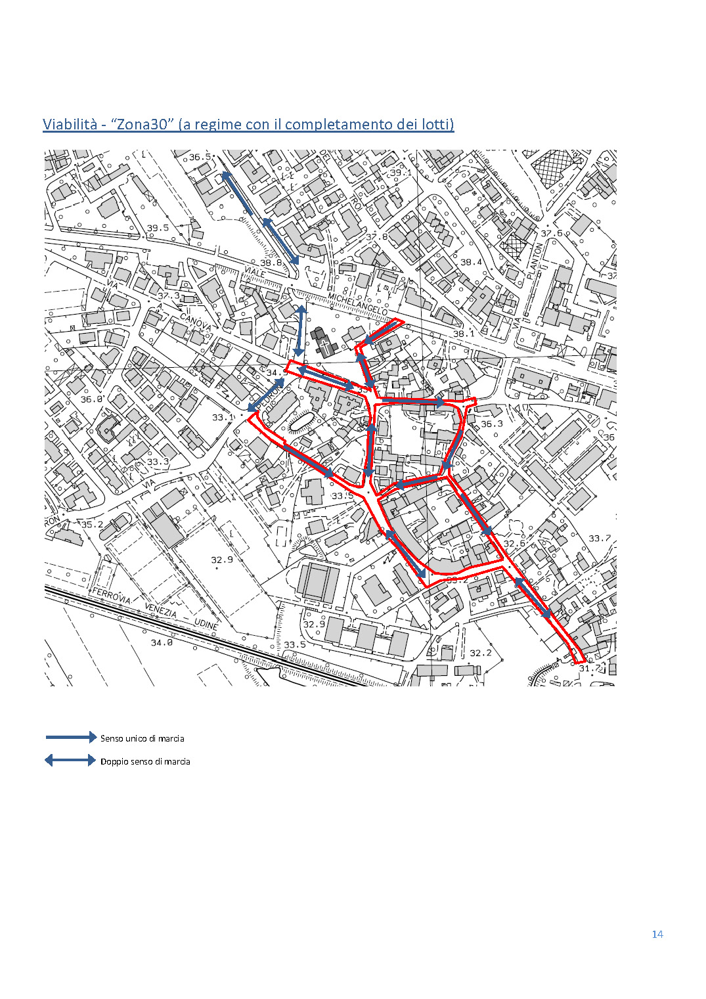 Viabilità - “Zona30” (a regime con il completamento dei lotti)
36.5
39.1
39.5
37.8
37.6
38.8
38.4
PLANTON
VIALE
MICHELANGELO
VIA
37.3
CANOVA
VIA
38.1
34.5
36.0
33.1
36.3
36
33.3
VIA
33.5
35.2
32.6
33.7
32.9
33.2
FERROVIA
VENEZIA - UDINE
32.9
34.0
33.5
32.2
31.7
Senso unico di marcia
Doppio senso di marcia
14